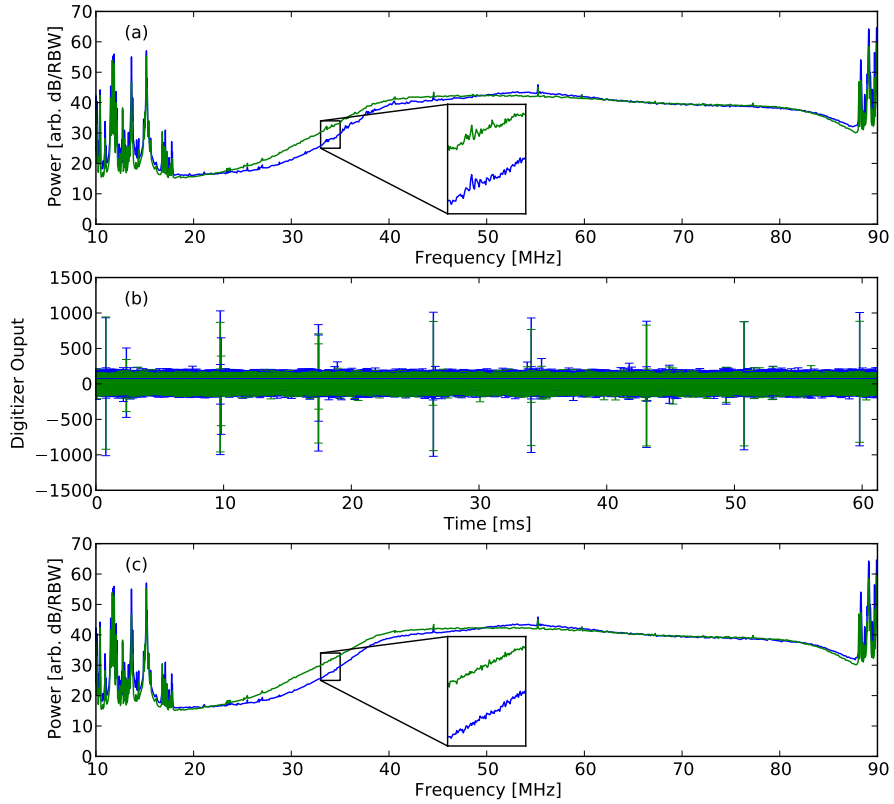 70
60
50
40
30
20
10
0
Power [arb. dB/RBW]
(a)
10 20 30 40 50 60 70 80 90
Frequency [MHz]
1500
1000
500
0
−500
−1000
−1500
Digitizer Ouput
(b)
0 10 20 30 40 50 60
Time [ms]
70
60
50
40
30
20
10
0
Power [arb. dB/RBW]
(c)
10 20 30 40 50 60 70 80 90
Frequency [MHz]